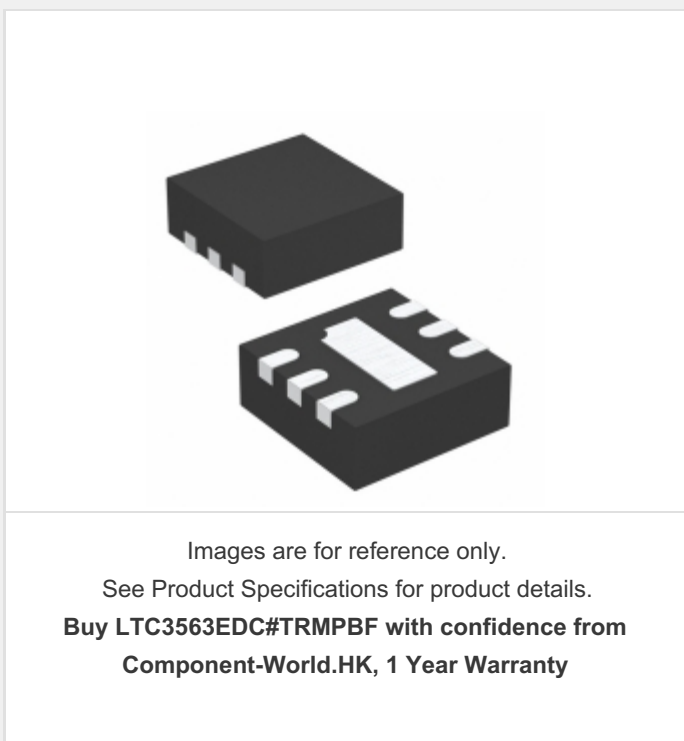 Images are for reference only.
See Product Specifications for product details.
Buy LTC3563EDC#TRMPBF with confidence from
Component-World.HK, 1 Year Warranty